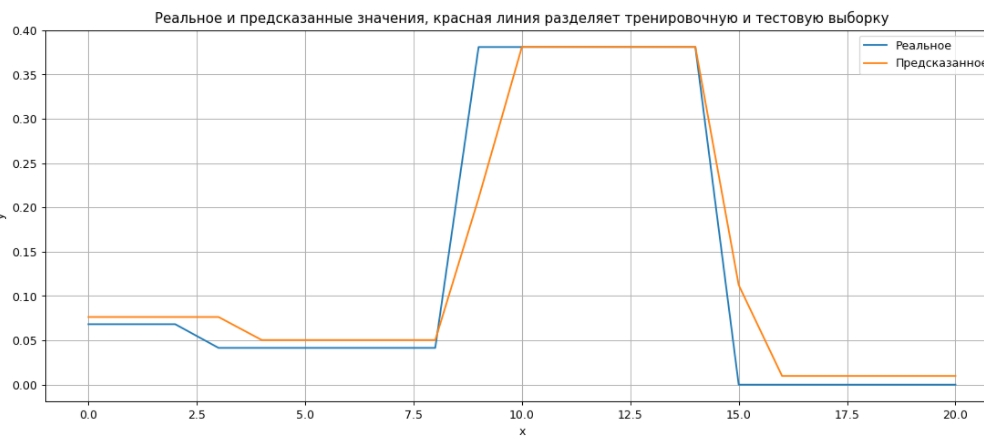 Реальное и предсказанные значения, красная линия разделяет тренировочную и тестовую выборку
Реальное
Предсказанное
0.40
0.35
0.30
0.25
0.20
0.15
0.10
0.05
0.00
0.0 2.5 5.0 7.5 10.0 12.5 15.0 17.5 20.0
x